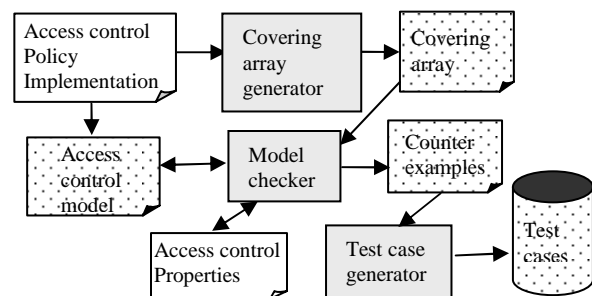 Access control
Policy
Implementation
Covering
array
generator
Covering
array
Access
control
model
Model
checker
Counter
examples
Access control
Properties
Test case
generator
Test
cases